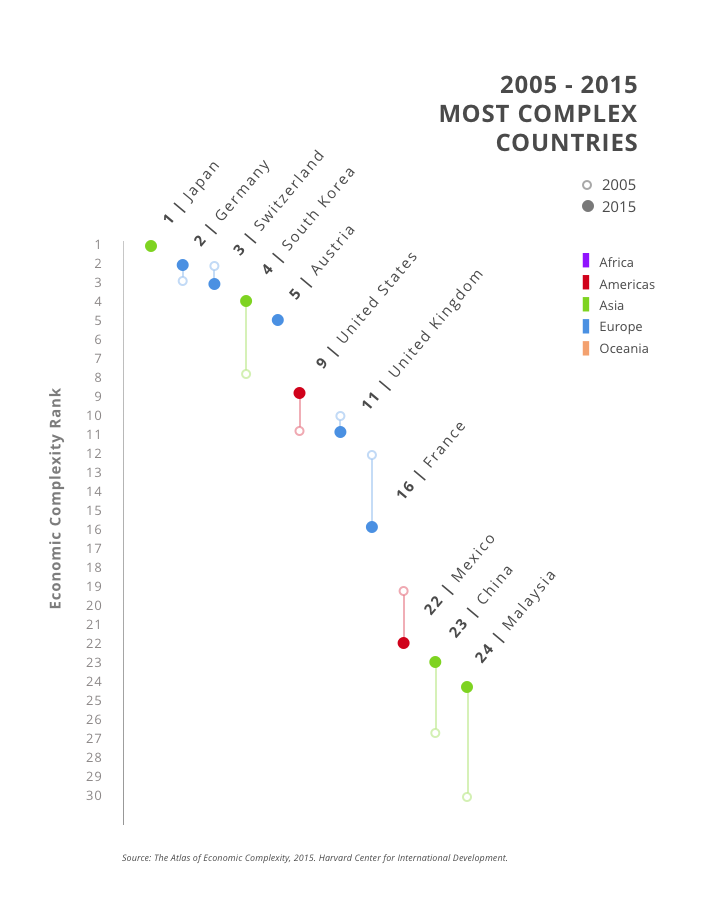 2005 - 2015
MOST COMPLEX
COUNTRIES
2005
2015
Africa
Americas
Asia
Europe
Oceania
1 | Japan
2 | Germany
3 | Switzerland
4 | South Korea
5 | Austria
9 | United States
11 | United Kingdom
16 | France
22 | Mexico
23 | China
24 | Malaysia
Economic Complexity Rank
1
2
3
4
5
6
7
8
9
10
11
12
13
14
15
16
17
18
19
20
21
22
23
24
25
26
27
28
29
30
Source: The Atlas of Economic Complexity, 2015. Harvard Center for International Development.